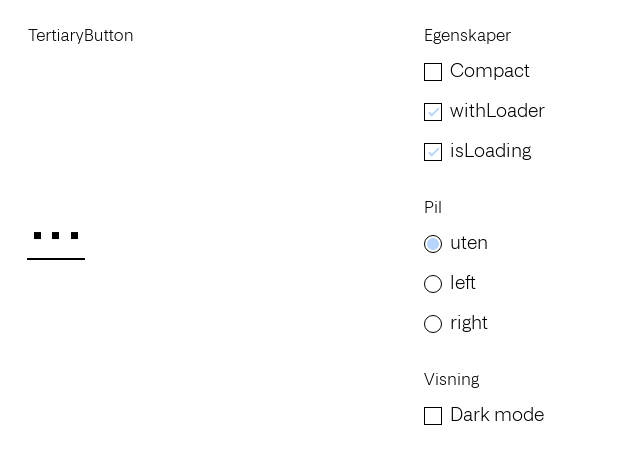 TertiaryButton
Egenskaper
Compact
withLoader
isLoading
Pil
uten
left
right
Visning
Dark mode